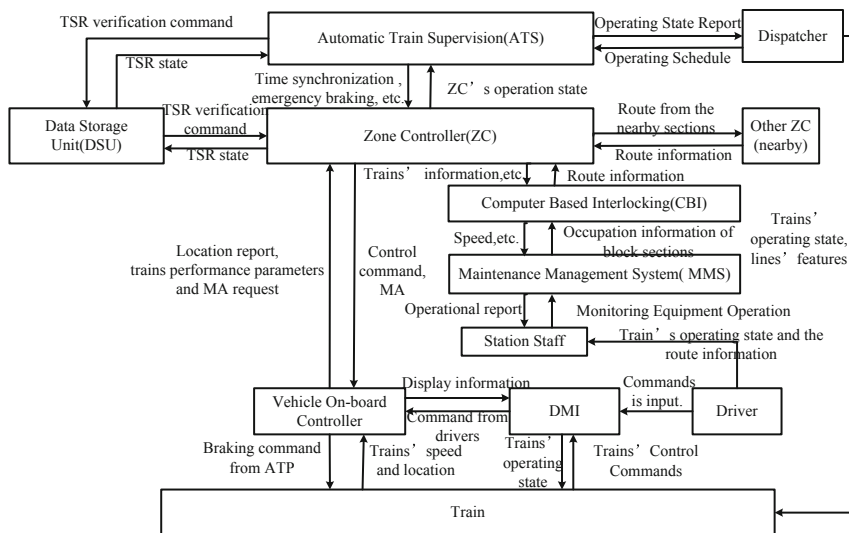 TSR verification command
Automatic Train Supervision(ATS)
Operating State Report
Dispatcher
TSR state
Operating Schedule
Time synchronization ,
emergency braking, etc.
ZC’s operation state
Data Storage
Unit(DSU)
TSR verification
command
TSR state
Zone Controller(ZC)
Route from the
nearby sections
Route information
Other ZC
(nearby)
Trains’ information,etc.
Route information
Computer Based Interlocking(CBI)
Speed,etc.
Occupation information of
block sections
Trains’
operating state,
lines’ features
Location report,
trains performance parameters
and MA request
Control
command,
MA
Maintenance Management System( MMS)
Operational report
Monitoring Equipment Operation
Station Staff
Train’s operating state and the
route information
Vehicle On-board
Controller
Display information
Command from
drivers
DMI
Commands
is input.
Driver
Braking command
from ATP
Trains’ speed
and location
Trains’
operating
state
Trains’ Control
Commands
Train